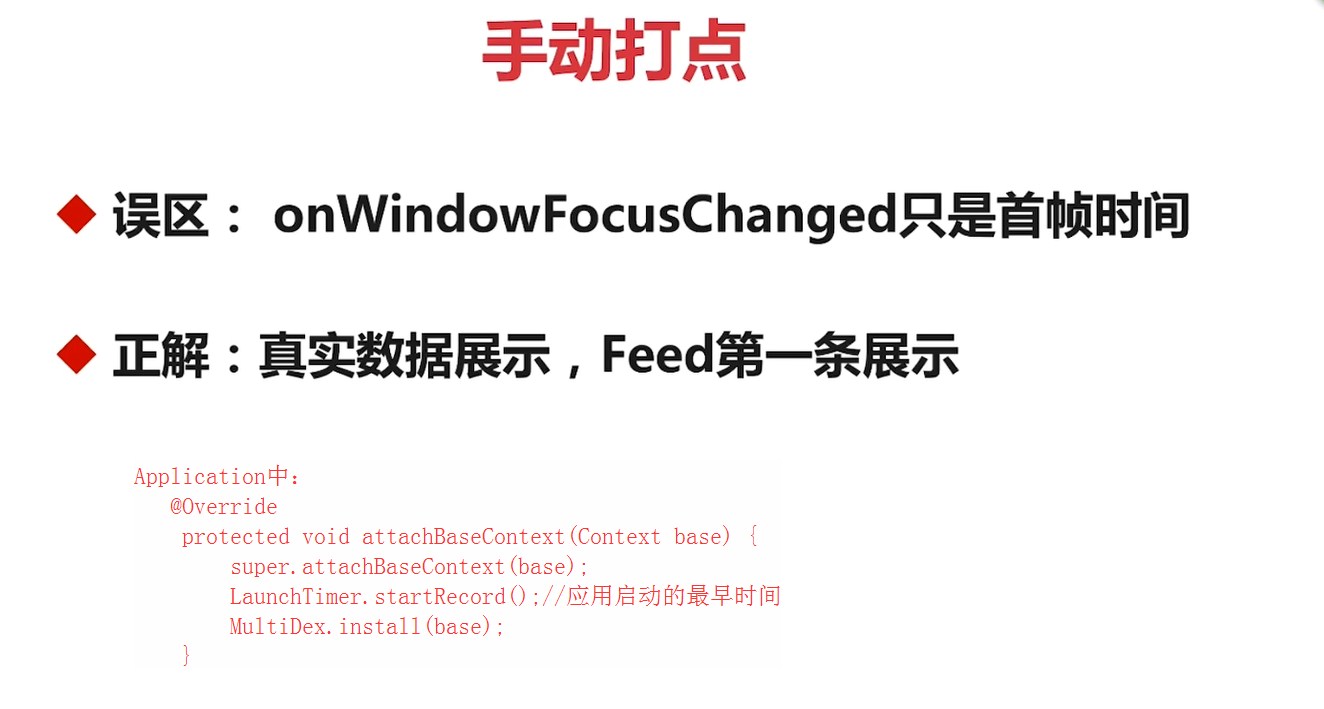 手动打点
误区： onWindowFocusChanged只是首帧时间
正解：真实数据展示，Feed第一条展示
Application中:
@Override
protected void attachBaseContext(Context base) {
super.attachBaseContext(base);
LaunchTimer.startRecord();//应用启动的最早时间
MultiDex.install(base);
}